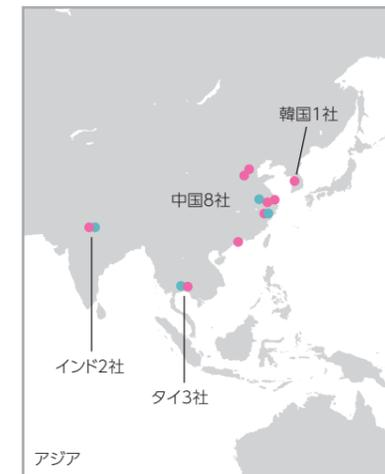 韓国1社
中国8社
インド2社
タイ3社
アジア